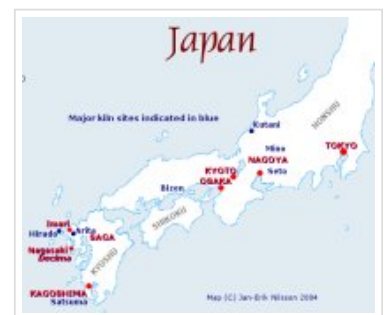 Japan
Major kiln sites indicated in blue
Kutani
HONSHU
Mino
TOKYO
NAGOYA
KYOTO
Seto
OSAKA
Bizen
SHIKOKU
Imari
Hirado
Arita
SAGA
Nagasaki
Decima
KYUSHU
KAGOSHIMA
Satsuma
Map (C) Jan-Erik Nilsson 2004